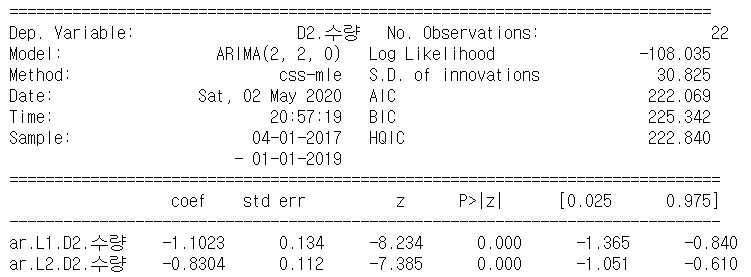 ==============================================================================
Dep. Variable: D2.수량 No. Observations: 22
Model: ARIMA(2, 2, 0) Log Likelihood -108.035
Method: css-mle S.D. of innovations 30.825
Date: Sat, 02 May 2020 AIC 222.069
Time: 20:57:19 BIC 225.342
Sample: 04-01-2017 HQIC 222.840
- 01-01-2019
==============================================================================
coef std err z P>|z| [0.025 0.975]
------------------------------------------------------------------------------
ar.L1.D2.수량 -1.1023 0.134 -8.234 0.000 -1.365 -0.840
ar.L2.D2.수량 -0.8304 0.112 -7.385 0.000 -1.051 -0.610